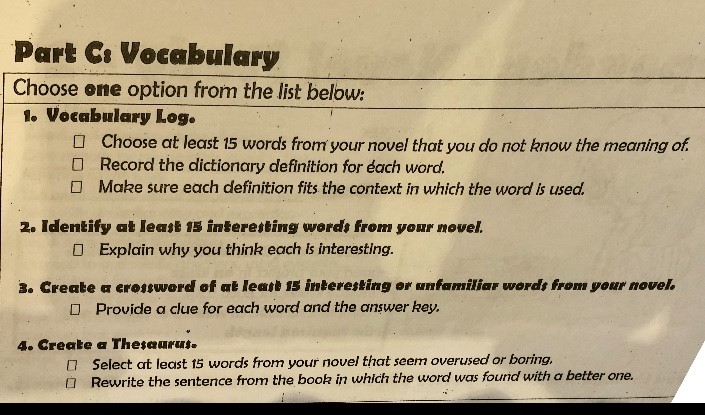 Part C: Vocabulary
Choose one option from the list below:
1. Vocabulary Log.
☐ Choose at least 15 words from your novel that you do not know the meaning of.
☐ Record the dictionary definition for each word.
☐ Make sure each definition fits the context in which the word is used.
2. Identify at least 15 interesting words from your novel.
☐ Explain why you think each is interesting.
3. Create a crossword of at least 15 interesting or unfamiliar words from your novel.
☐ Provide a clue for each word and the answer key.
4. Create a Thesaurus.
☐ Select at least 15 words from your novel that seem overused or boring.
☐ Rewrite the sentence from the book in which the word was found with a better one.